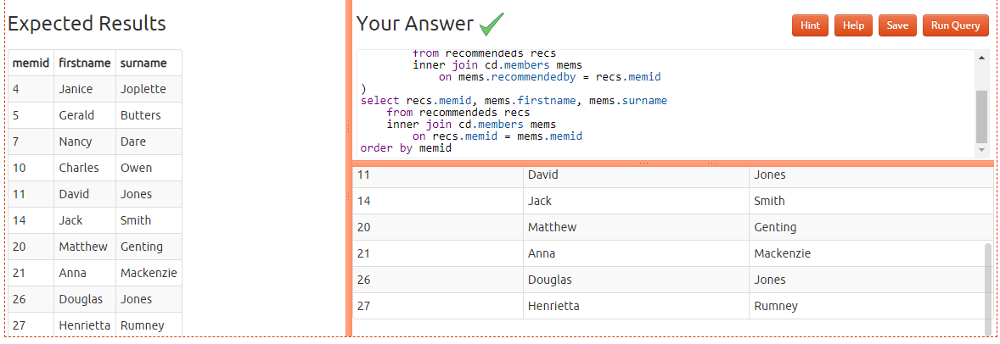 Expected Results
memid firstname surname
4 Janice Joplette
5 Gerald Butters
7 Nancy Dare
10 Charles Owen
11 David Jones
14 Jack Smith
20 Matthew Genting
21 Anna Mackenzie
26 Douglas Jones
27 Henrietta Rumney
Your Answer
Hint Help Save Run Query
from recommendeds recs
inner join cd.members mems
on mems.recommendedby = recs.memid
)
select recs.memid, mems.firstname, mems.surname
from recommendeds recs
inner join cd.members mems
on recs.memid = mems.memid
order by memid
11 David Jones
14 Jack Smith
20 Matthew Genting
21 Anna Mackenzie
26 Douglas Jones
27 Henrietta Rumney